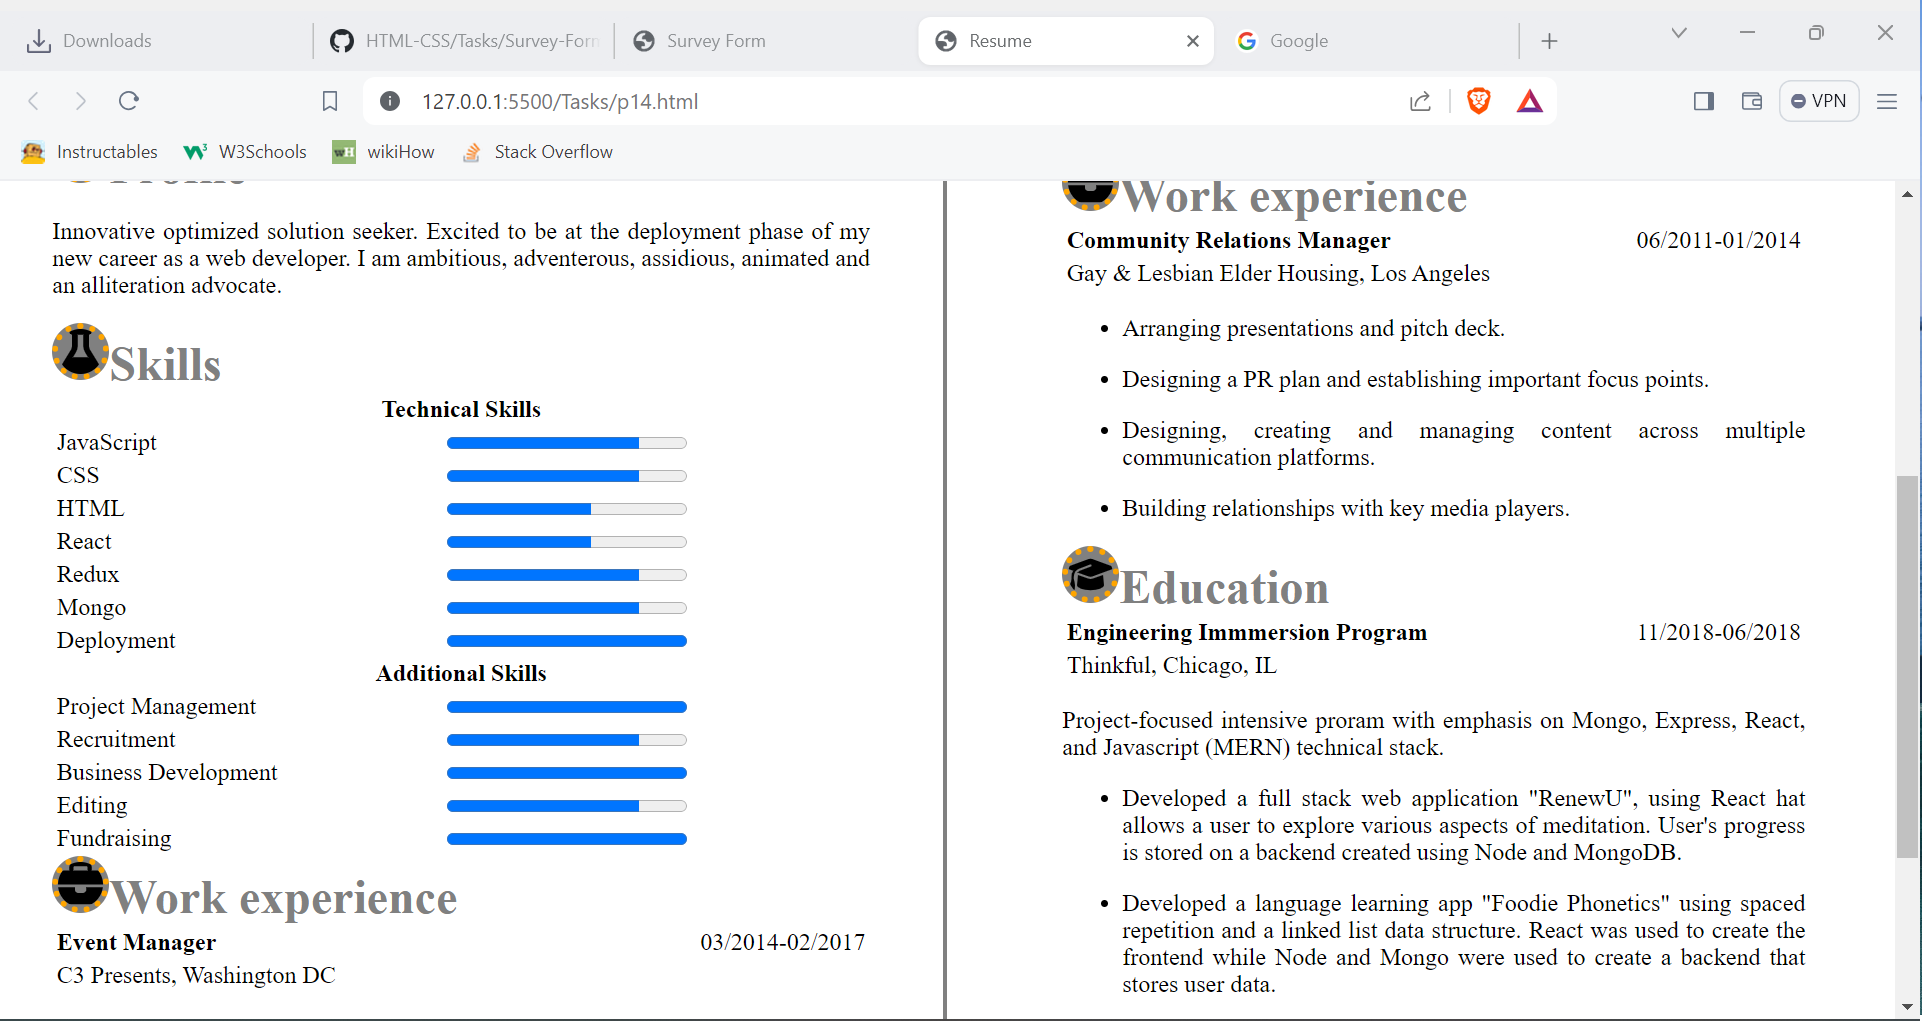 Downloads
HTML-CSS/Tasks/Survey-Form
Survey Form
Resume
Google
127.0.0.1:5500/Tasks/p14.html
VPN
Instructables
W3Schools
wikiHow
Stack Overflow
Profile
Innovative optimized solution seeker. Excited to be at the deployment phase of my
new career as a web developer. I am ambitious, adventerous, assidious, animated and
an alliteration advocate.
Skills
Technical Skills
JavaScript
CSS
HTML
React
Redux
Mongo
Deployment
Additional Skills
Project Management
Recruitment
Business Development
Editing
Fundraising
Work experience
Event Manager 03/2014-02/2017
C3 Presents, Washington DC
Work experience
Community Relations Manager 06/2011-01/2014
Gay & Lesbian Elder Housing, Los Angeles
• Arranging presentations and pitch deck.
• Designing a PR plan and establishing important focus points.
• Designing, creating and managing content across multiple
communication platforms.
• Building relationships with key media players.
Education
Engineering Immmersion Program 11/2018-06/2018
Thinkful, Chicago, IL
Project-focused intensive proram with emphasis on Mongo, Express, React,
and Javascript (MERN) technical stack.
• Developed a full stack web application "RenewU", using React hat
allows a user to explore various aspects of meditation. User's progress
is stored on a backend created using Node and MongoDB.
• Developed a language learning app "Foodie Phonetics" using spaced
repetition and a linked list data structure. React was used to create the
frontend while Node and Mongo were used to create a backend that
stores user data.